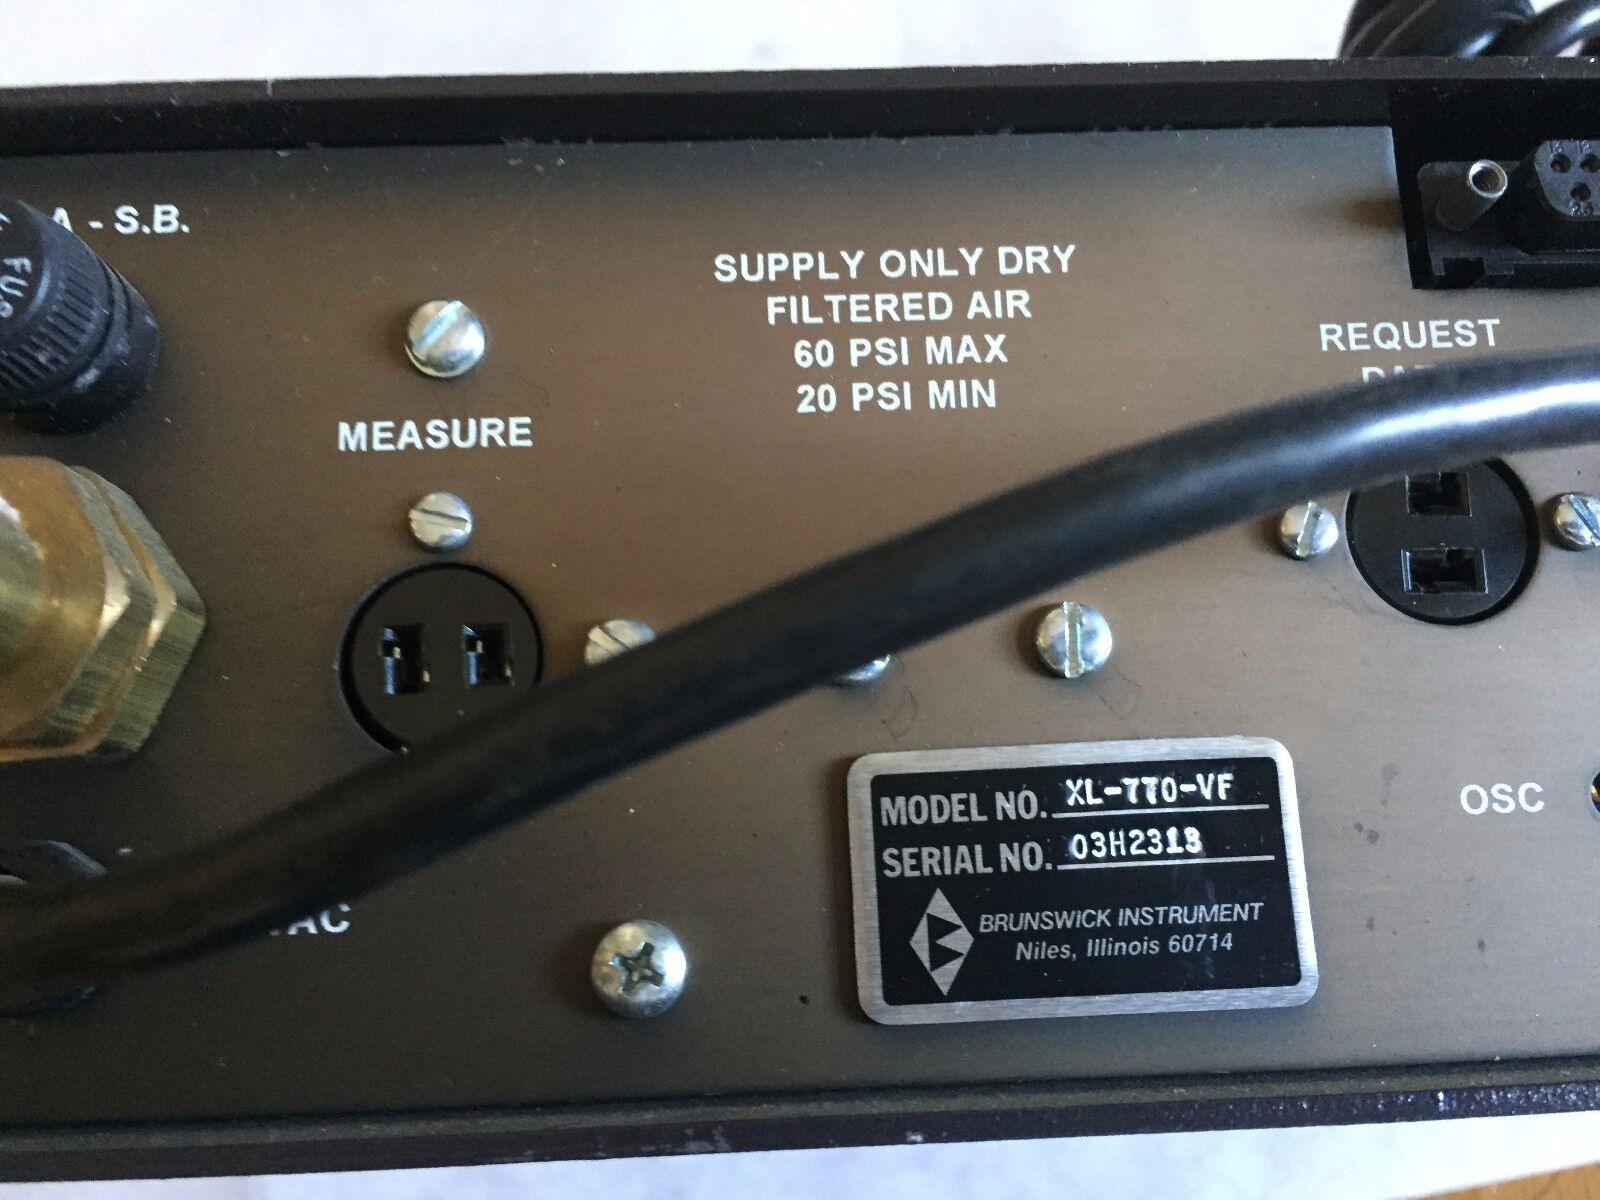 A - S.B.
FUSE
SUPPLY ONLY DRY
FILTERED AIR
60 PSI MAX
20 PSI MIN
REQUEST
MEASURE
OSC
MODEL NO. XL-770-VF
SERIAL NO. 03H2318
BRUNSWICK INSTRUMENT
Niles, Illinois 60714